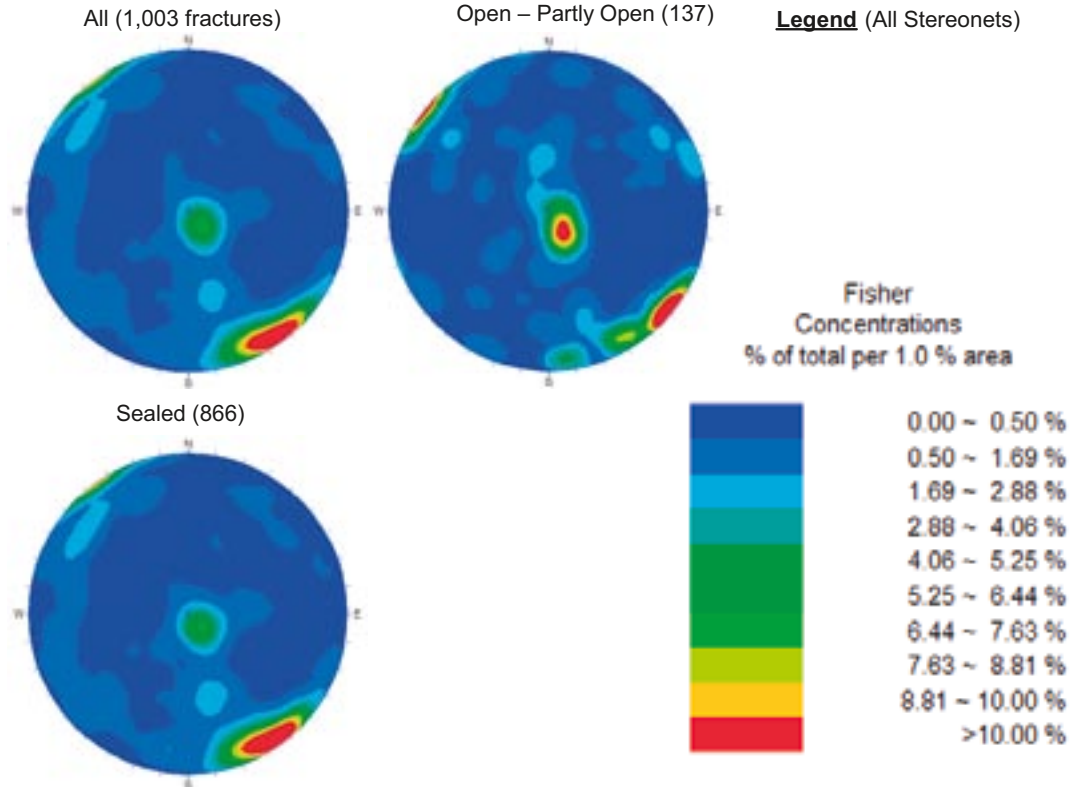 All (1,003 fractures)
Open – Partly Open (137)
Legend (All Stereonets)
N
W
E
S
N
W
E
S
Sealed (866)
N
W
E
S
Fisher
Concentrations
% of total per 1.0 % area
0.00 ~ 0.50 %
0.50 ~ 1.69 %
1.69 ~ 2.88 %
2.88 ~ 4.06 %
4.06 ~ 5.25 %
5.25 ~ 6.44 %
6.44 ~ 7.63 %
7.63 ~ 8.81 %
8.81 ~ 10.00 %
>10.00 %